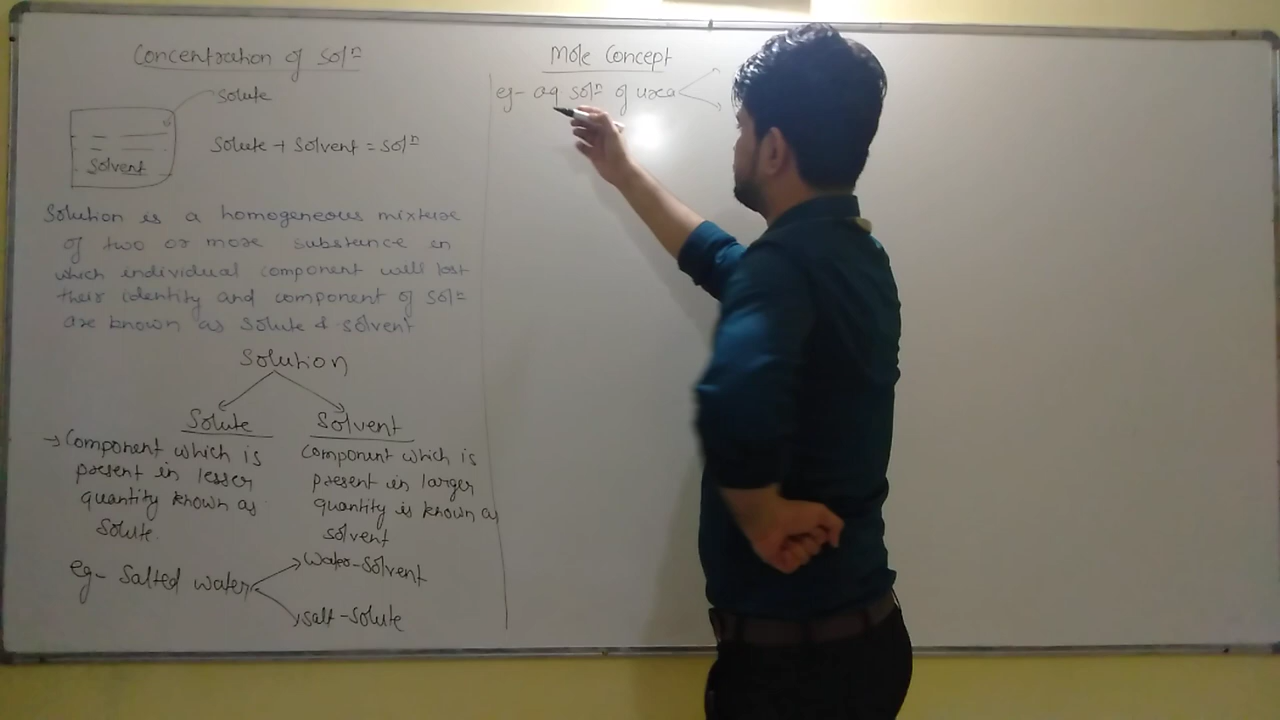 Concentration of Solⁿ
Solute
Solvent
Solute + Solvent = Solⁿ
Solution is a homogeneous mixture
of two or more substance in
which individual component will lost
their identity and component of Solⁿ
are known as Solute & Solvent
Solution
Solute
→ Component which is
present in lesser
quantity known as
Solute.
Solvent
Component which is
present in larger
quantity is known as
solvent
eg- Salted water
Water-Solvent
Salt-Solute
Mole Concept
eg- aq solⁿ of urea